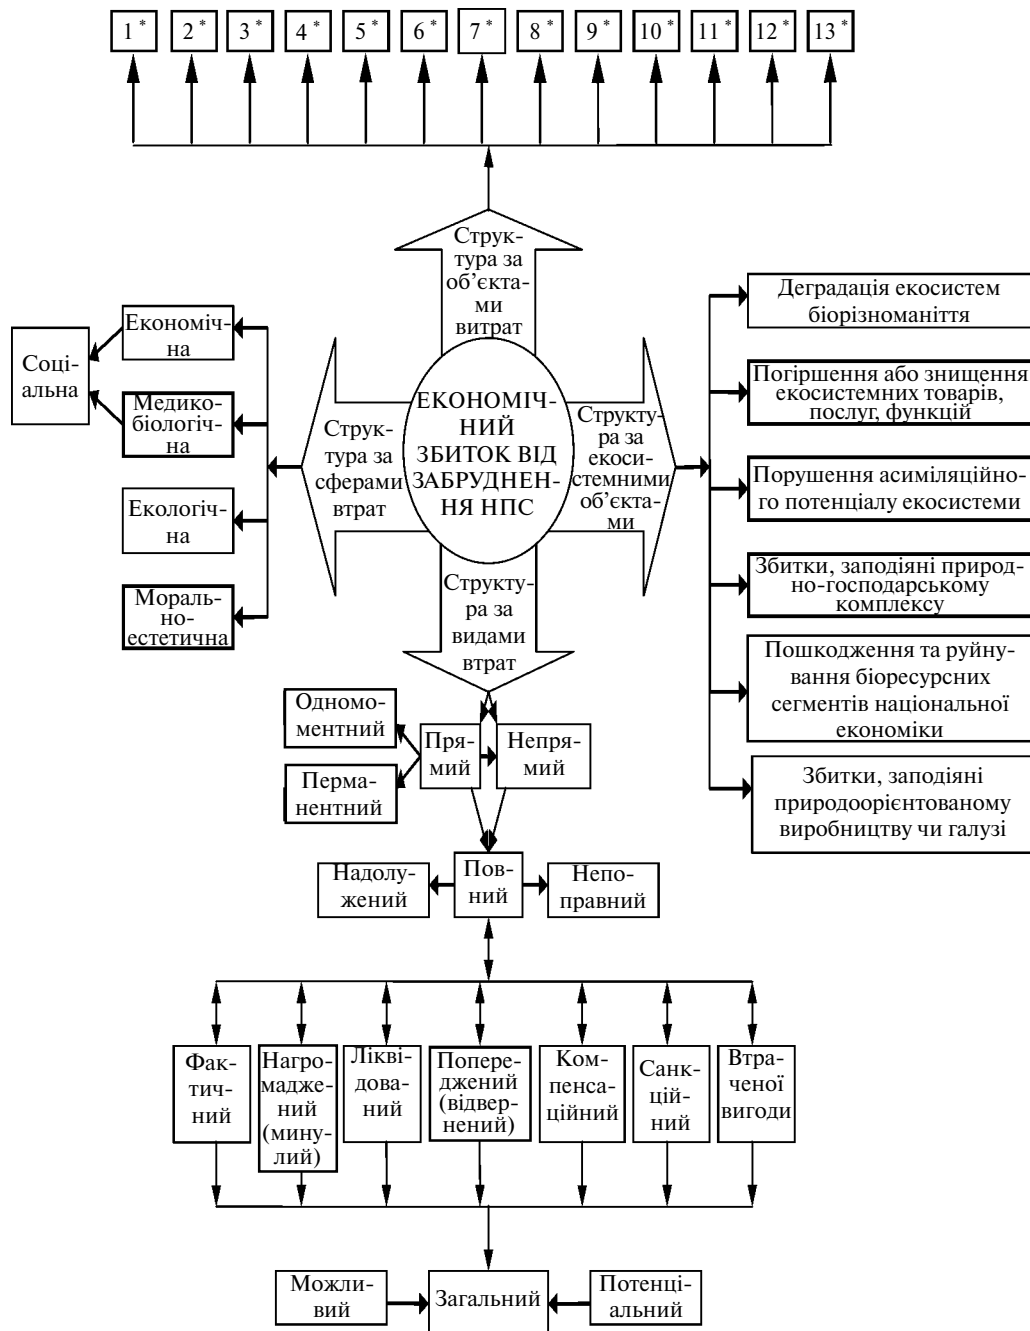 1 * 2 * 3 * 4 * 5 * 6 * 7 * 8 * 9 * 10 * 11 * 12 * 13 *
Струк-
тура за
об’єкта-
ми
витрат
Економіч-
на
Соці-
альна
Медико-
біологіч-
на
Екологіч-
на
Мораль-
но-
естетична
Струк-
тура за
сферами
втрат
ЕКОНОМІЧ-
НИЙ
ЗБИТОК ВІД
ЗАБРУДНЕН-
НЯ НПС
Структу-
ра за
екоси-
стемними
об’єкта-
ми
Деградація екосистем
біорізноманіття
Погіршення або знищення
екосистемних товарів,
послуг, функцій
Порушення асиміляційно-
го потенціалу екосистеми
Збитки, заподіяні природ-
но-господарському
комплексу
Пошкодження та руйну-
вання біоресурсних
сегментів національної
економіки
Збитки, заподіяні
природоорієнтованому
виробництву чи галузі
Структу-
ра за
видами
втрат
Одномо-
ментний
Перма-
нентний
Пря-
мий
Непря-
мий
Надолу-
жений
Пов-
ний
Непо-
правний
Фак-
тич-
ний
Нагро-
мадже-
ний
(мину-
лий)
Ліквідо-
ваний
Попере-
джений
(відвер-
нений)
Ком-
пенса-
ційний
Санк-
цій-
ний
Втра-
ченої
вигоди
Можли-
вий
Загальний
Потенці-
альний